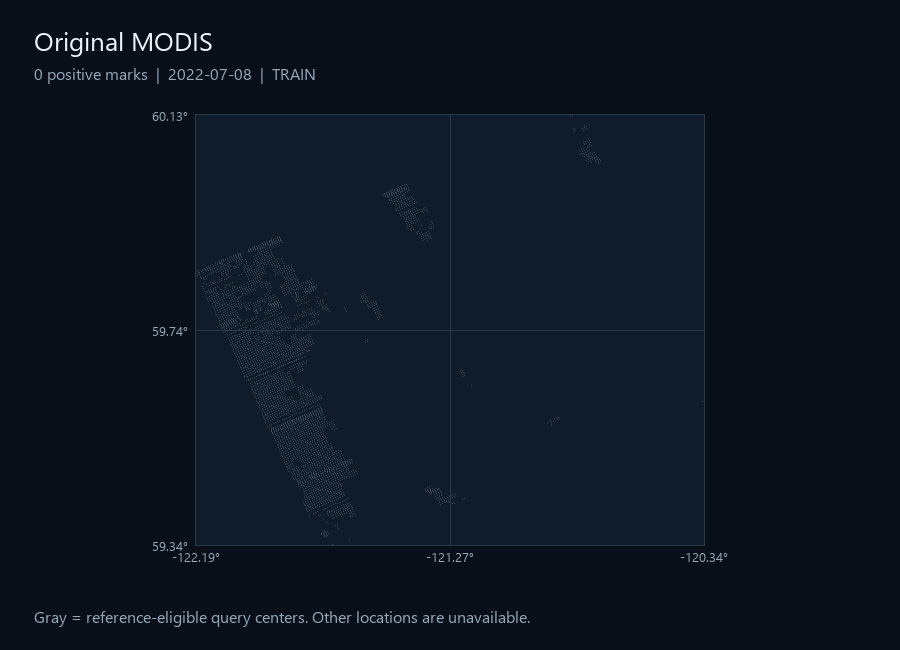 Original MODIS
0 positive marks | 2022-07-08 | TRAIN
60.13°
59.74°
59.34°
-122.19° -121.27° -120.34°
Gray = reference-eligible query centers. Other locations are unavailable.